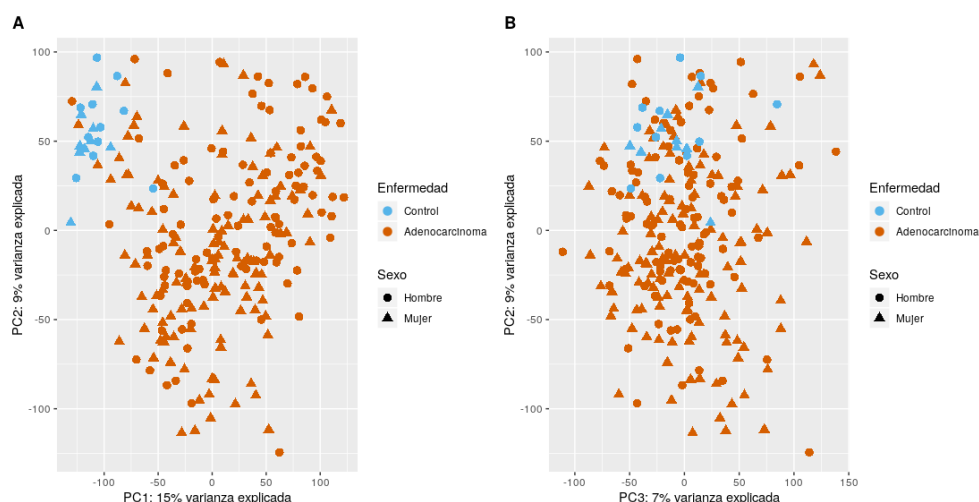 A
100
50
0
-50
-100
-100
-50
0
50
100
PC1: 15% varianza explicada
PC2: 9% varianza explicada
Enfermedad
Control
Adenocarcinoma
Sexo
Hombre
Mujer
B
100
50
0
-50
-100
-100
-50
0
50
100
150
PC3: 7% varianza explicada
PC2: 9% varianza explicada
Enfermedad
Control
Adenocarcinoma
Sexo
Hombre
Mujer